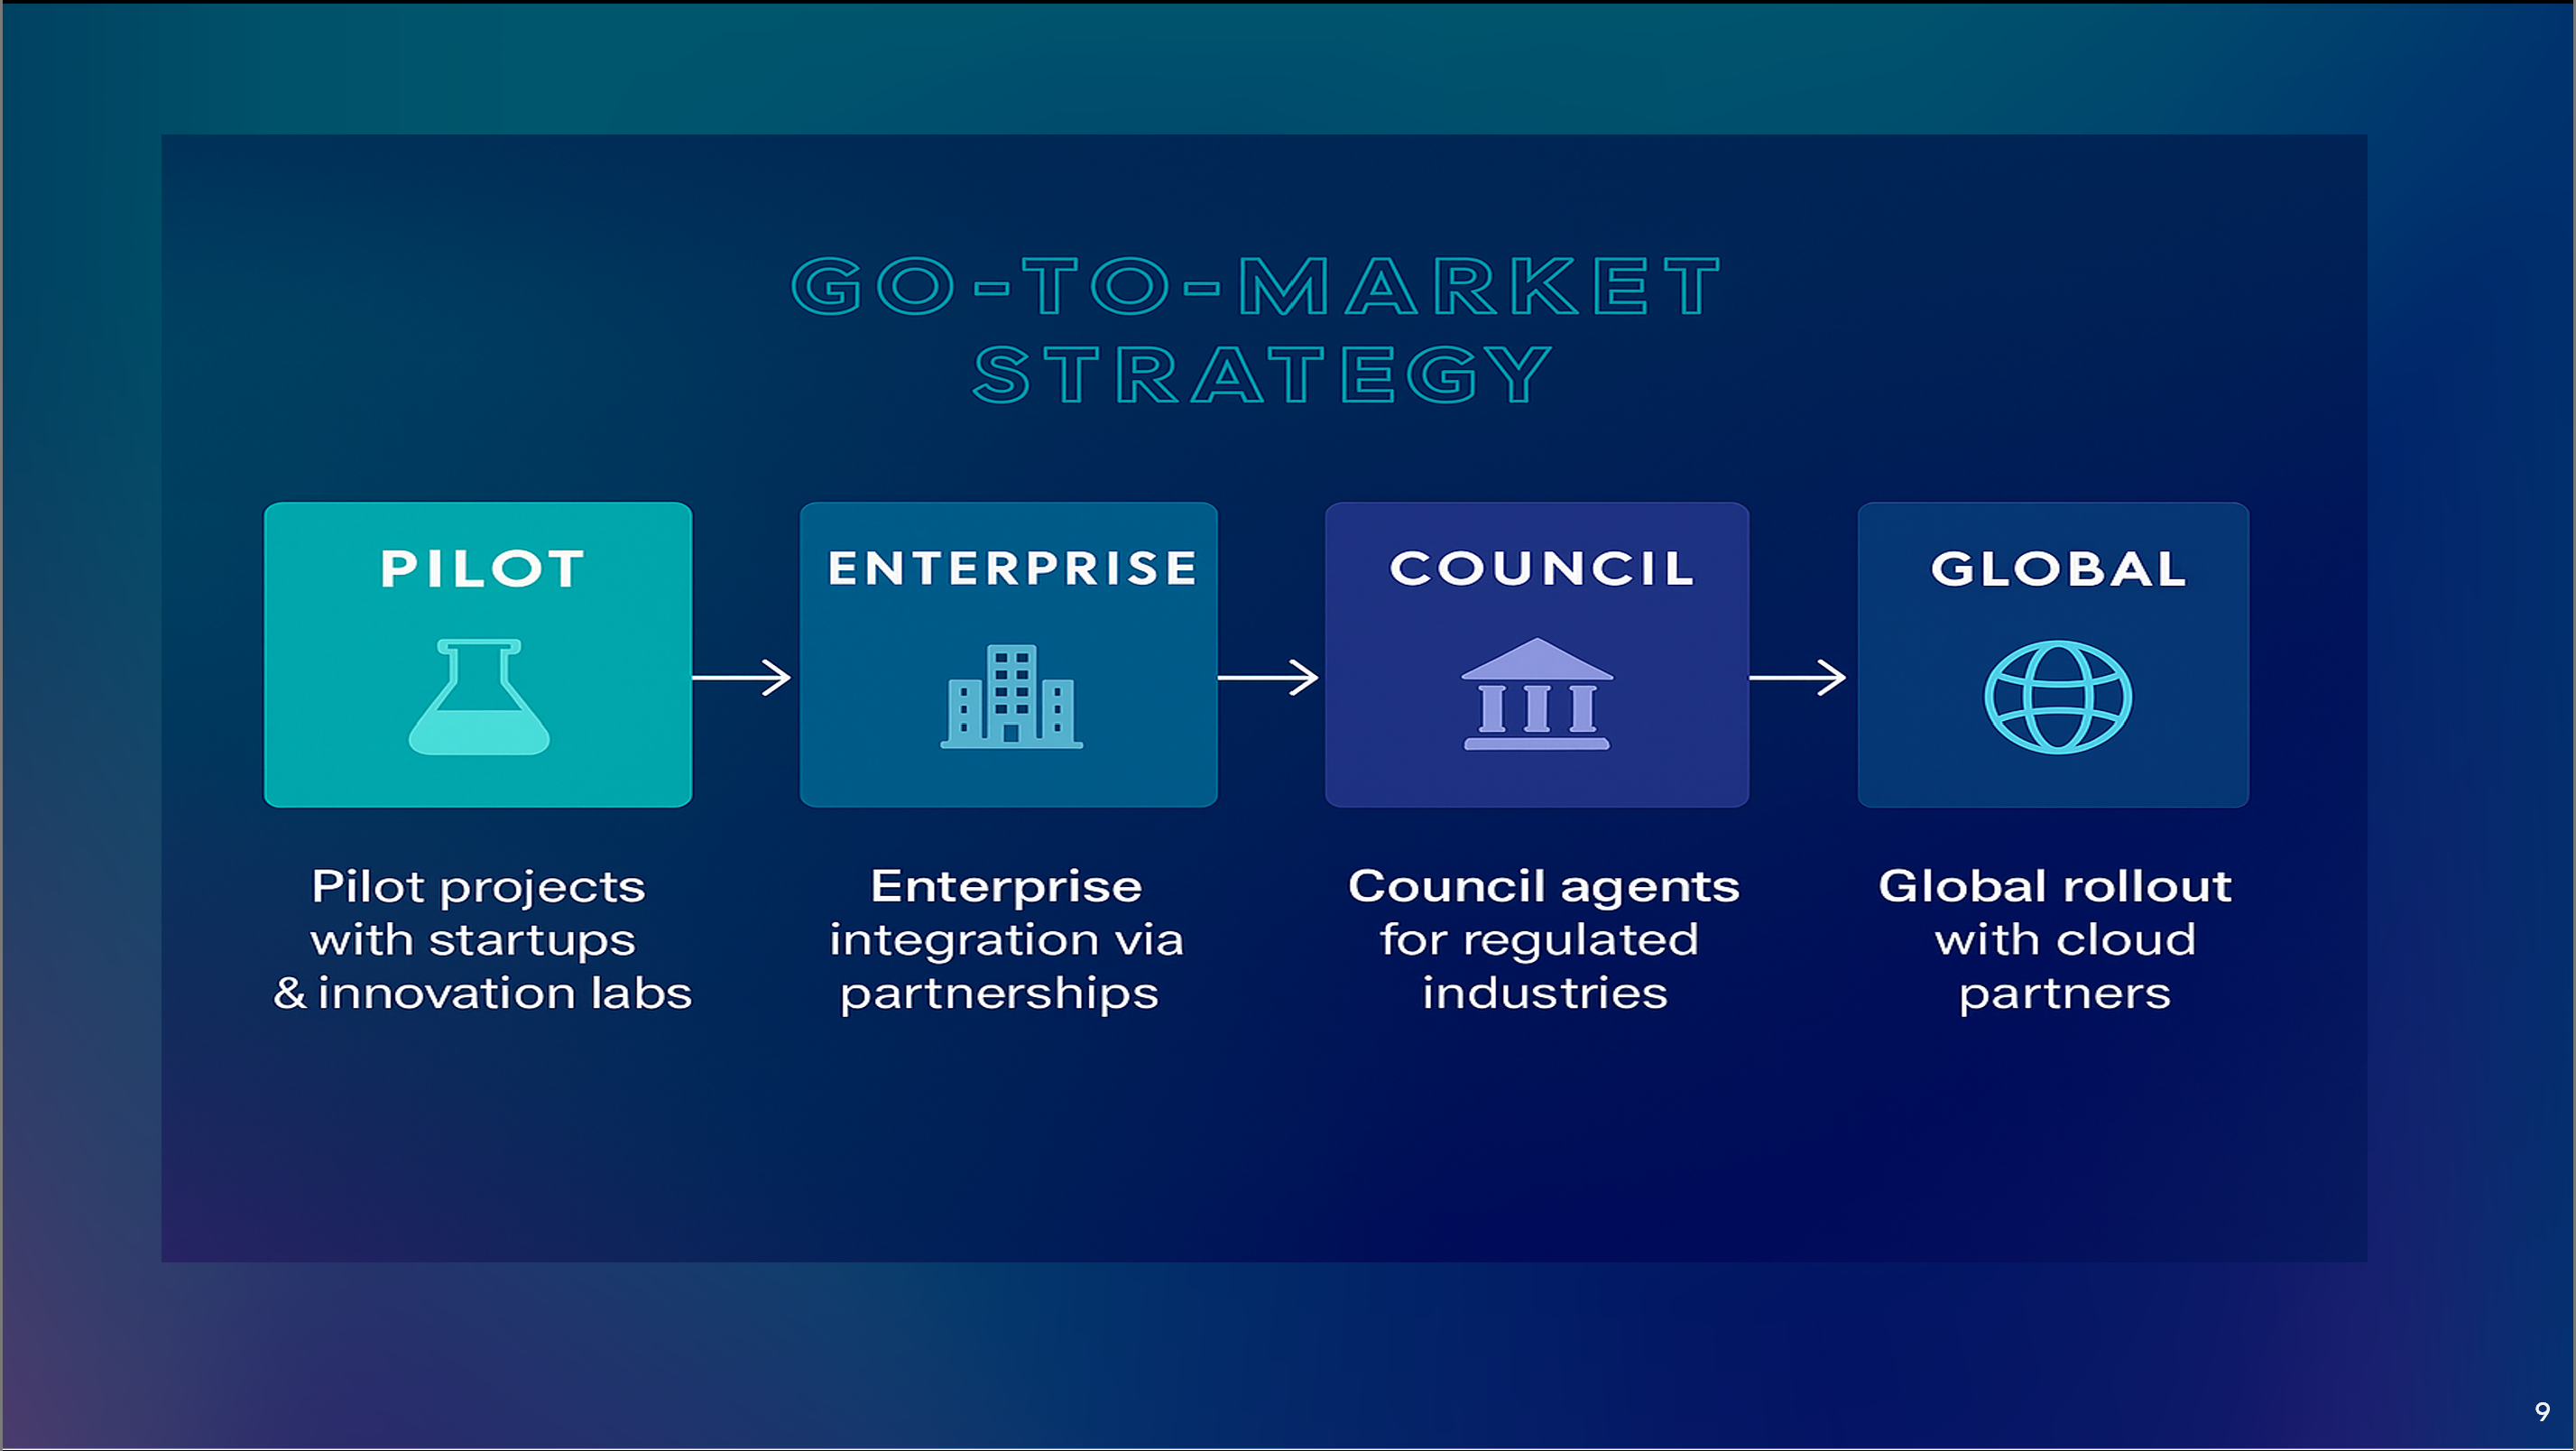 GO-TO-MARKET
STRATEGY
PILOT
ENTERPRISE
COUNCIL
GLOBAL
Pilot projects
with startups
& innovation labs
Enterprise
integration via
partnerships
Council agents
for regulated
industries
Global rollout
with cloud
partners
9